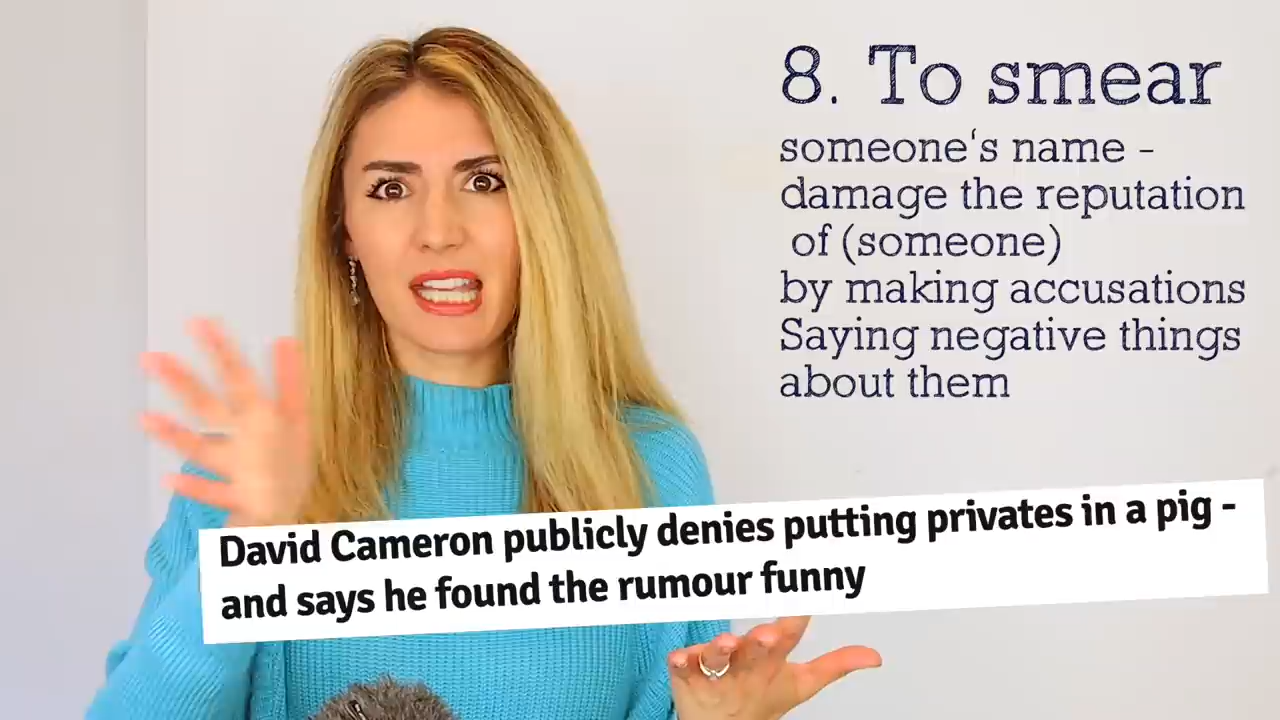 8. To smear
someone‘s name -
damage the reputation
of (someone)
by making accusations
Saying negative things
about them
David Cameron publicly denies putting privates in a pig -
and says he found the rumour funny